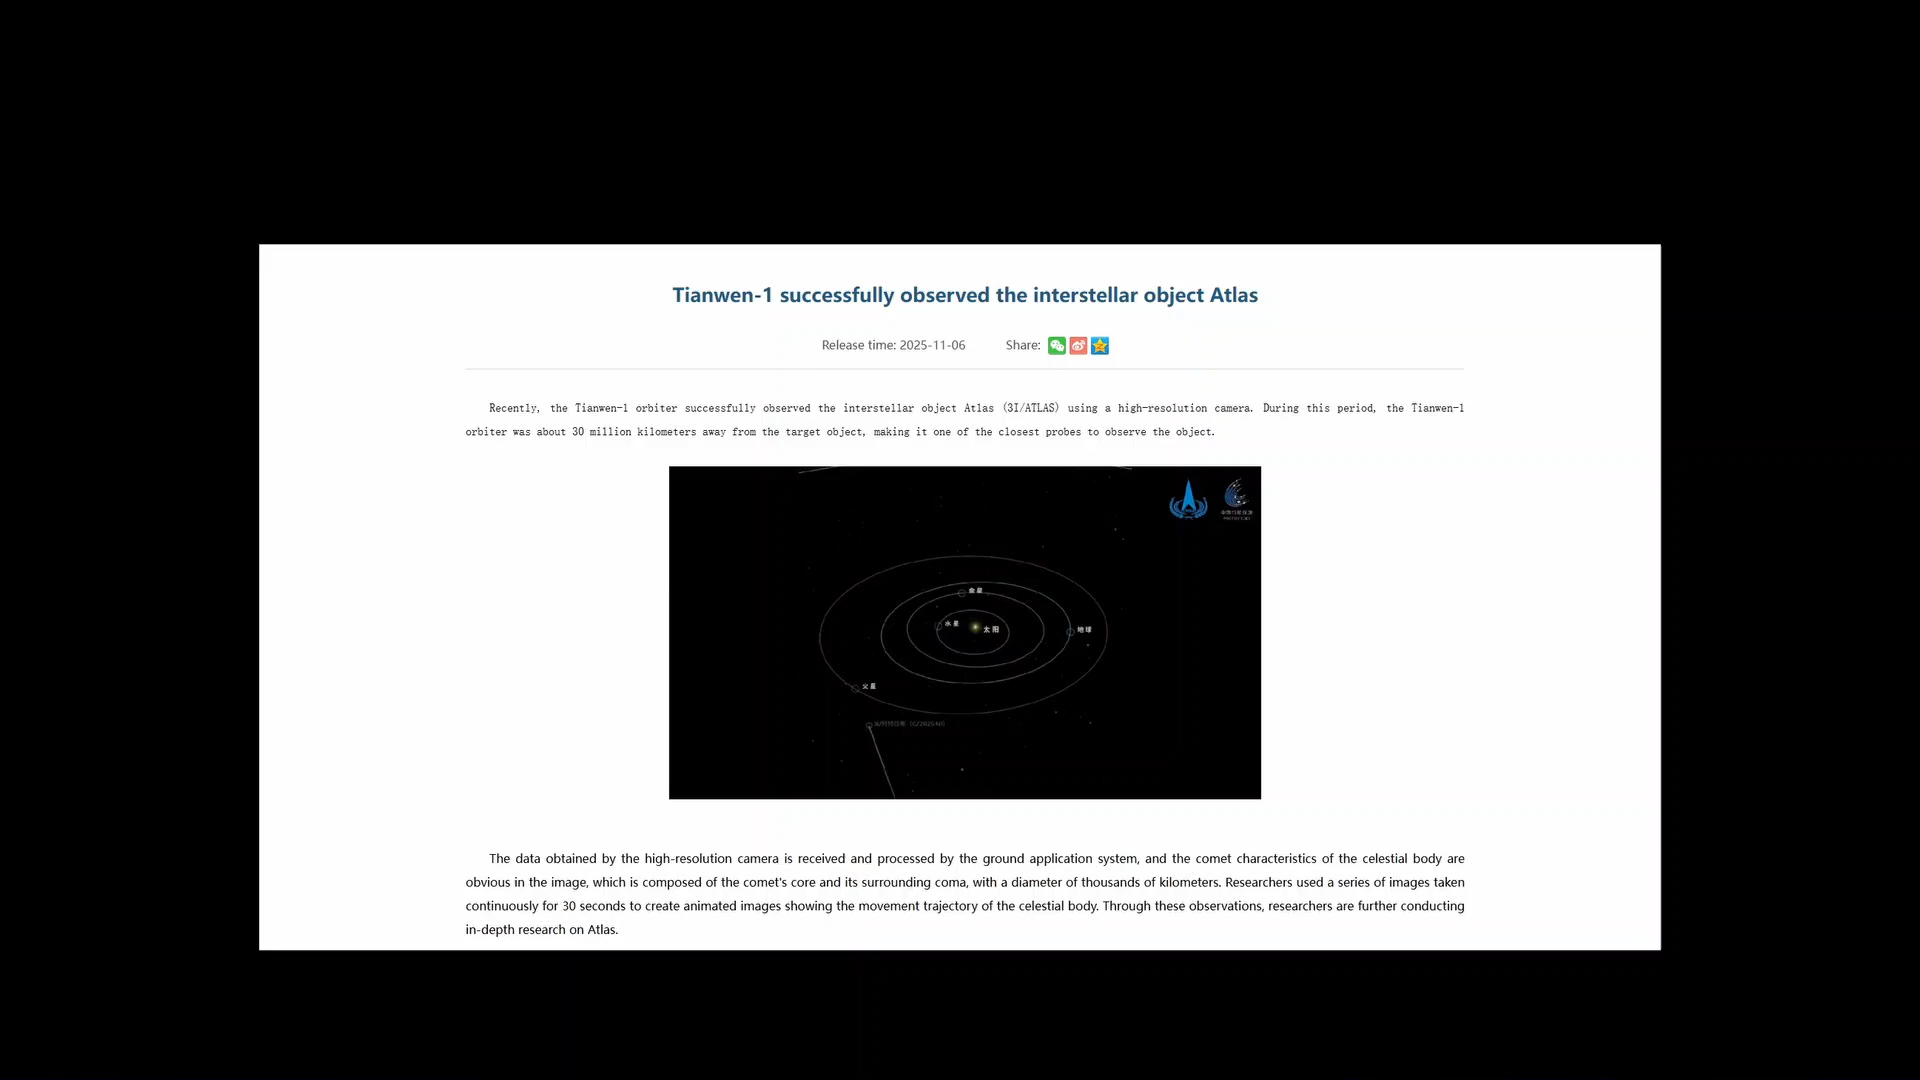 Tianwen-1 successfully observed the interstellar object Atlas
Release time: 2025-11-06 Share:
Recently, the Tianwen-1 orbiter successfully observed the interstellar object Atlas (3I/ATLAS) using a high-resolution camera. During this period, the Tianwen-1
orbiter was about 30 million kilometers away from the target object, making it one of the closest probes to observe the object.
金星
水星
太阳
地球
火星
The data obtained by the high-resolution camera is received and processed by the ground application system, and the comet characteristics of the celestial body are
obvious in the image, which is composed of the comet's core and its surrounding coma, with a diameter of thousands of kilometers. Researchers used a series of images taken
continuously for 30 seconds to create animated images showing the movement trajectory of the celestial body. Through these observations, researchers are further conducting
in-depth research on Atlas.